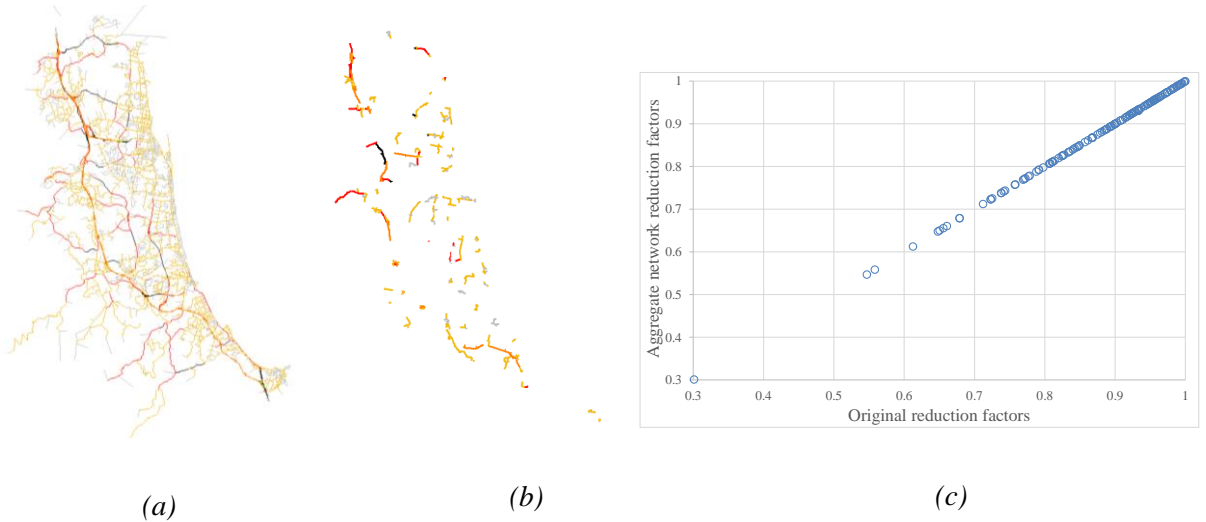 1
0.9
0.8
0.7
0.6
0.5
0.4
0.3
Aggregate network reduction factors
0.3 0.4 0.5 0.6 0.7 0.8 0.9 1
Original reduction factors
(a) (b) (c)